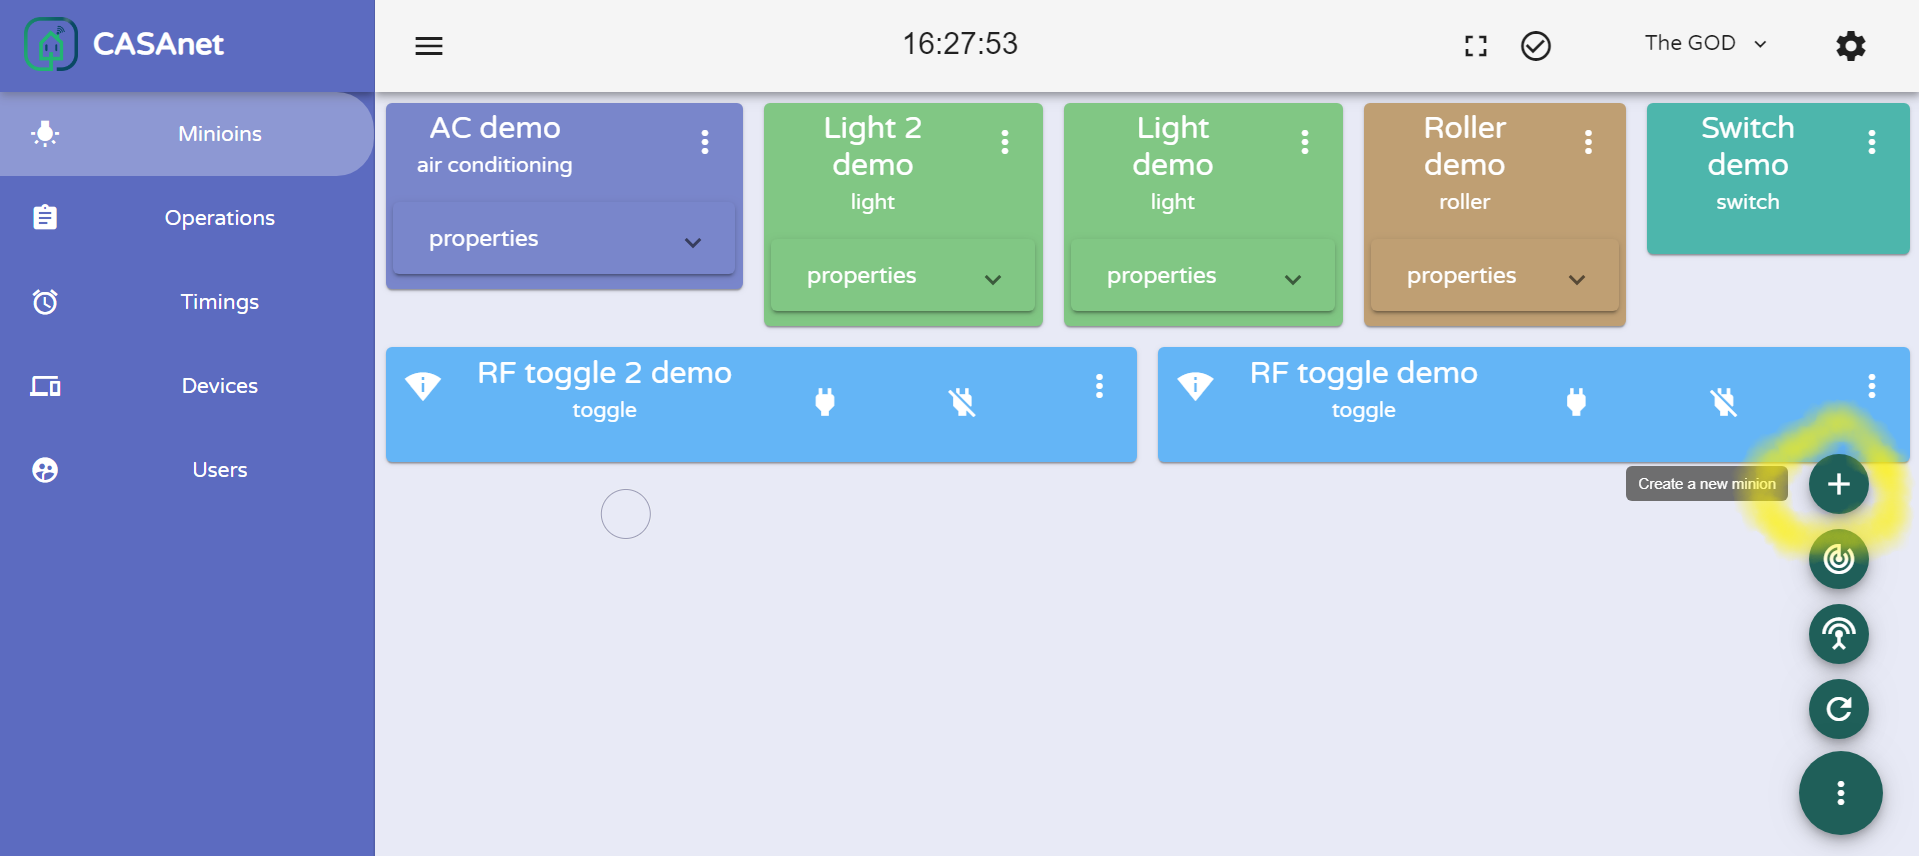 CASAnet
16:27:53
The GOD
Minioins
Operations
Timings
Devices
Users
AC demo
air conditioning
properties
Light 2
demo
light
properties
Light
demo
light
properties
Roller
demo
roller
properties
Switch
demo
switch
RF toggle 2 demo
toggle
RF toggle demo
toggle
Create a new minion